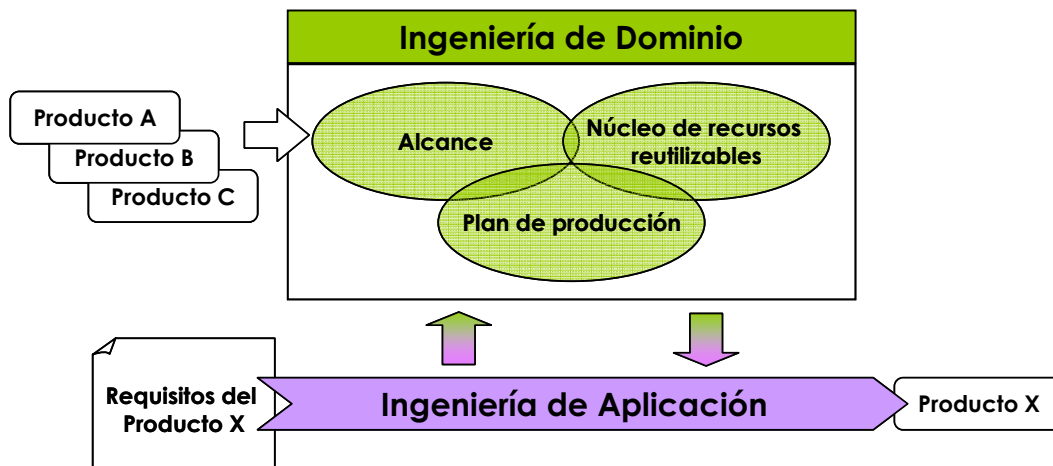 Ingeniería de Dominio
Producto A
Producto B
Producto C
Alcance
Núcleo de recursos
reutilizables
Plan de producción
Requisitos del
Producto X
Ingeniería de Aplicación
Producto X